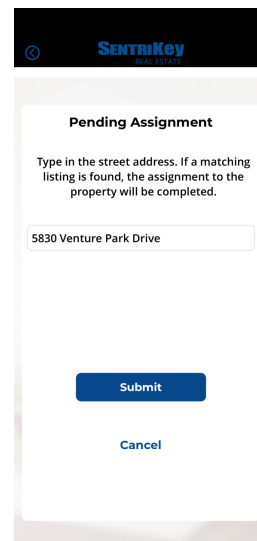 SENTRIKEY
REAL ESTATE
Pending Assignment
Type in the street address. If a matching
listing is found, the assignment to the
property will be completed.
5830 Venture Park Drive
Submit
Cancel